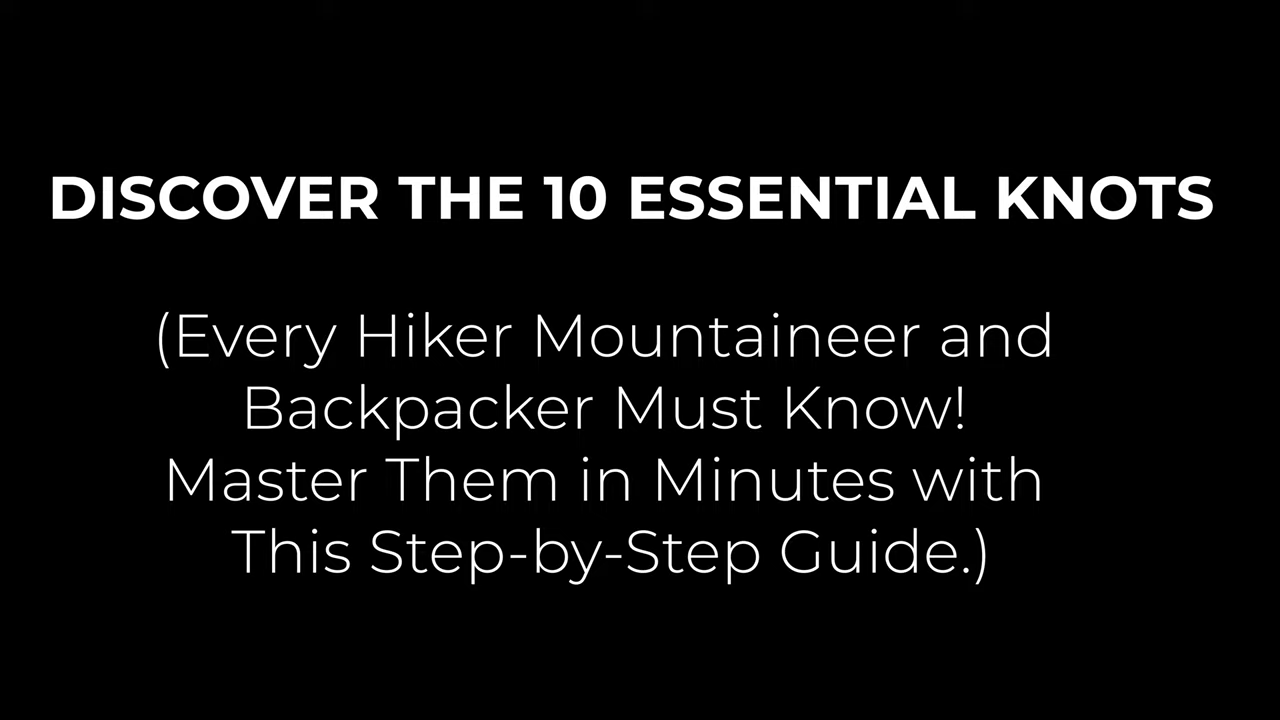 DISCOVER THE 10 ESSENTIAL KNOTS
(Every Hiker Mountaineer and
Backpacker Must Know!
Master Them in Minutes with
This Step-by-Step Guide.)